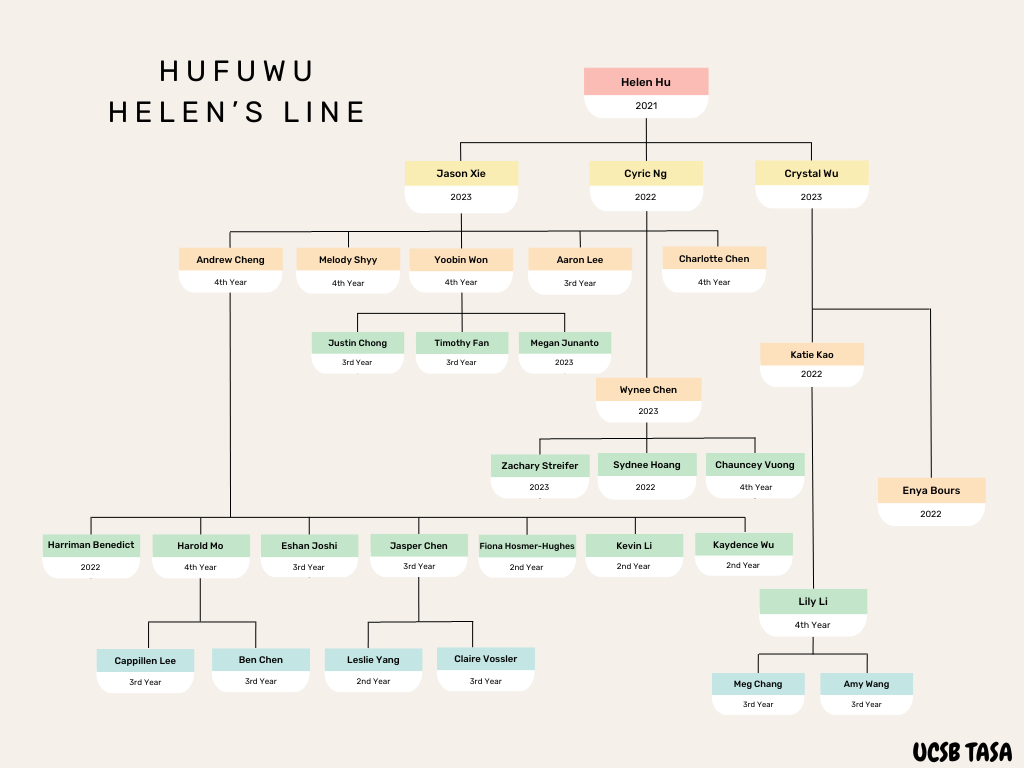 HUFUWU
HELEN'S LINE
Helen Hu
2021
Jason Xie
2023
Cyric Ng
2022
Crystal Wu
2023
Andrew Cheng
4th Year
Melody Shyy
4th Year
Yoobin Won
4th Year
Aaron Lee
3rd Year
Charlotte Chen
4th Year
Justin Chong
3rd Year
Timothy Fan
3rd Year
Megan Junanto
2023
Katie Kao
2022
Wynee Chen
2023
Zachary Streifer
2023
Sydnee Hoang
2022
Chauncey Vuong
4th Year
Enya Bours
2022
Harriman Benedict
2022
Harold Mo
4th Year
Eshan Joshi
3rd Year
Jasper Chen
3rd Year
Fiona Hosmer-Hughes
2nd Year
Kevin Li
2nd Year
Kaydence Wu
2nd Year
Lily Li
4th Year
Cappillen Lee
3rd Year
Ben Chen
3rd Year
Leslie Yang
2nd Year
Claire Vossler
3rd Year
Meg Chang
3rd Year
Amy Wang
3rd Year
UCSB TASA